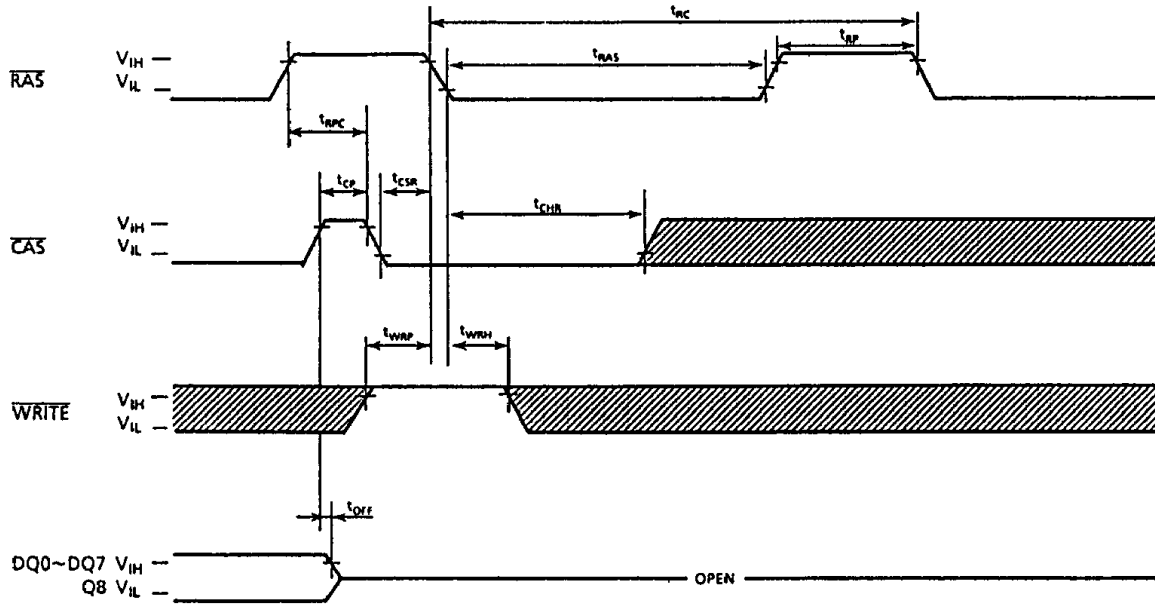 tRC
VIH
tRAS
tRP
RAS
VIL
tRPC
tCP
tCSR
tCHR
VIH
CAS
VIL
tWRP
tWRH
VIH
WRITE
VIL
tOFF
DQ0~DQ7 VIH
OPEN
Q8 VIL